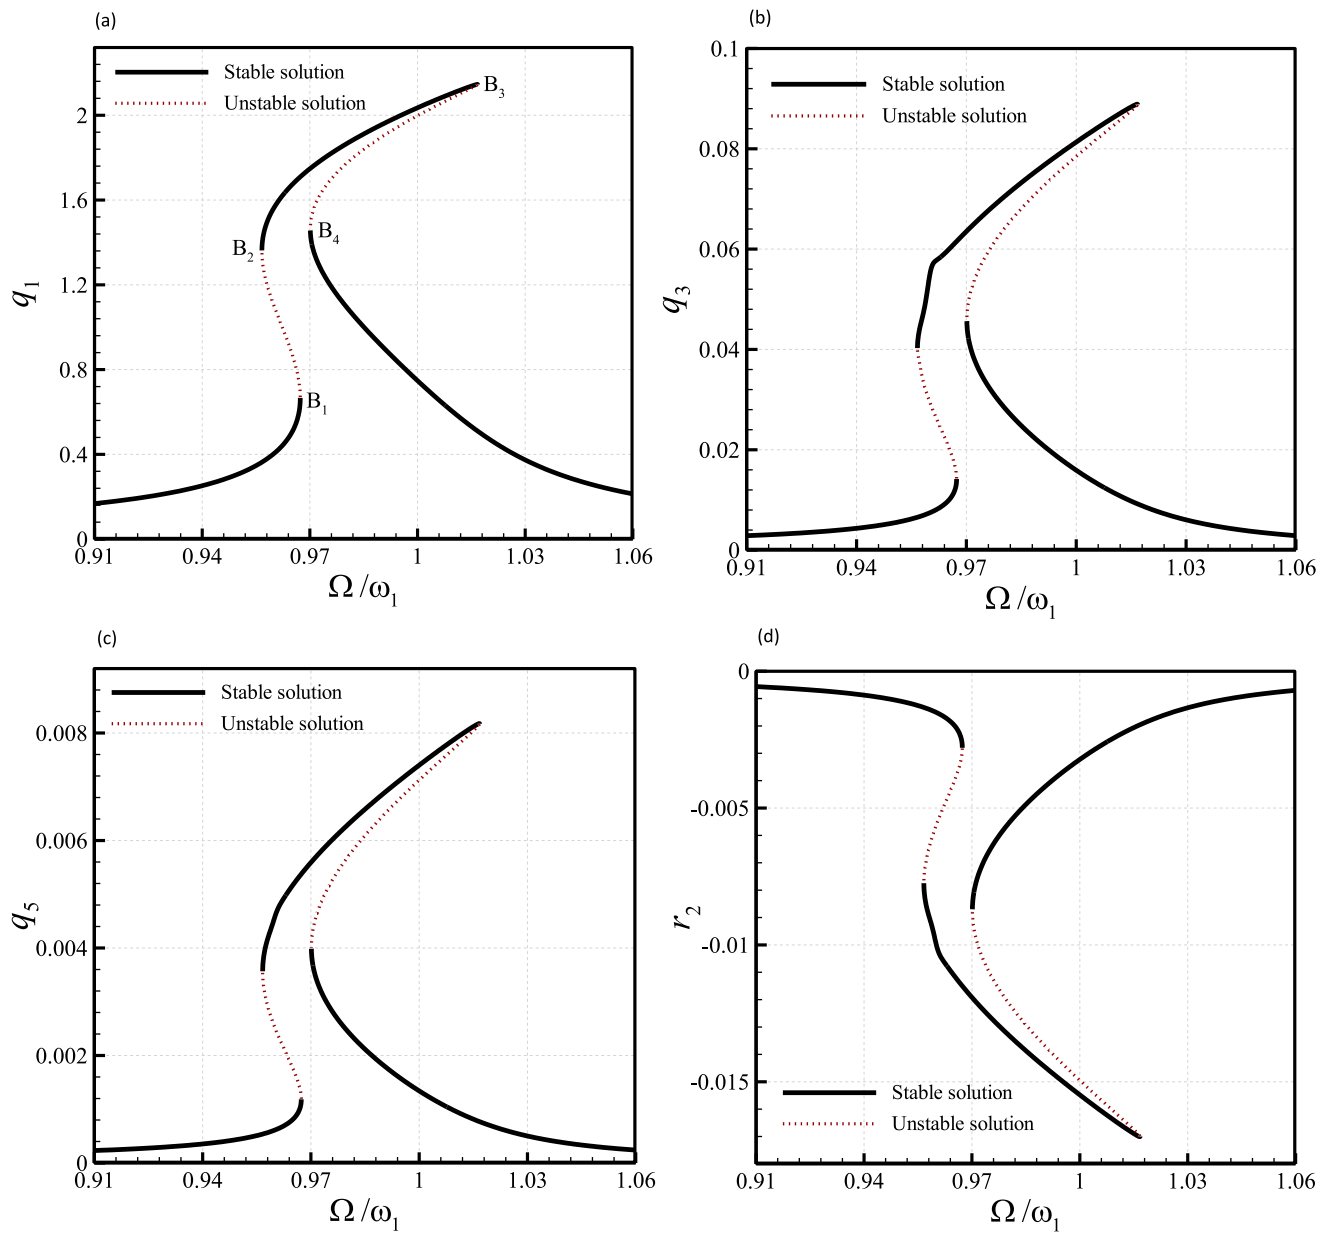 (a)
Stable solution
Unstable solution
B₃
B₂
B₄
B₁
2
1.6
1.2
0.8
0.4
0
q₁
0.91 0.94 0.97 1 1.03 1.06
Ω/ω₁
(b)
Stable solution
Unstable solution
0.1
0.08
0.06
0.04
0.02
0
q₃
0.91 0.94 0.97 1 1.03 1.06
Ω/ω₁
(c)
Stable solution
Unstable solution
0.008
0.006
0.004
0.002
0
q₅
0.91 0.94 0.97 1 1.03 1.06
Ω/ω₁
(d)
0
-0.005
-0.01
-0.015
r₂
Stable solution
Unstable solution
0.91 0.94 0.97 1 1.03 1.06
Ω/ω₁